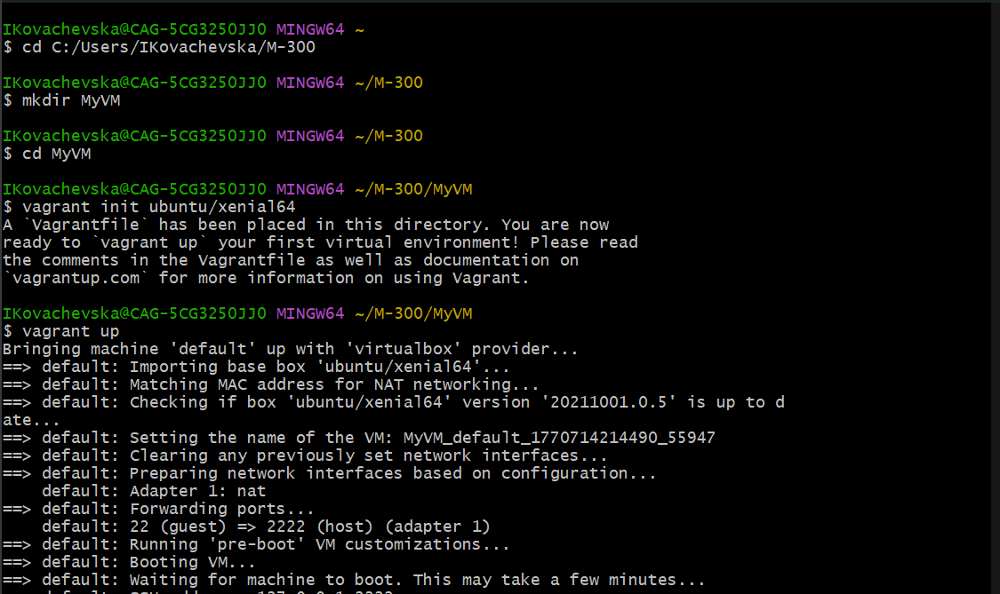 IKovachevska@CAG-5CG3250JJ0 MINGW64 ~
$ cd C:/Users/IKovachevska/M-300
IKovachevska@CAG-5CG3250JJ0 MINGW64 ~/M-300
$ mkdir MyVM
IKovachevska@CAG-5CG3250JJ0 MINGW64 ~/M-300
$ cd MyVM
IKovachevska@CAG-5CG3250JJ0 MINGW64 ~/M-300/MyVM
$ vagrant init ubuntu/xenial64
A `Vagrantfile` has been placed in this directory. You are now
ready to `vagrant up` your first virtual environment! Please read
the comments in the Vagrantfile as well as documentation on
`vagrantup.com` for more information on using Vagrant.
IKovachevska@CAG-5CG3250JJ0 MINGW64 ~/M-300/MyVM
$ vagrant up
Bringing machine 'default' up with 'virtualbox' provider...
==> default: Importing base box 'ubuntu/xenial64'...
==> default: Matching MAC address for NAT networking...
==> default: Checking if box 'ubuntu/xenial64' version '20211001.0.5' is up to d
ate...
==> default: Setting the name of the VM: MyVM_default_1770714214490_55947
==> default: Clearing any previously set network interfaces...
==> default: Preparing network interfaces based on configuration...
default: Adapter 1: nat
==> default: Forwarding ports...
default: 22 (guest) => 2222 (host) (adapter 1)
==> default: Running 'pre-boot' VM customizations...
==> default: Booting VM...
==> default: Waiting for machine to boot. This may take a few minutes...